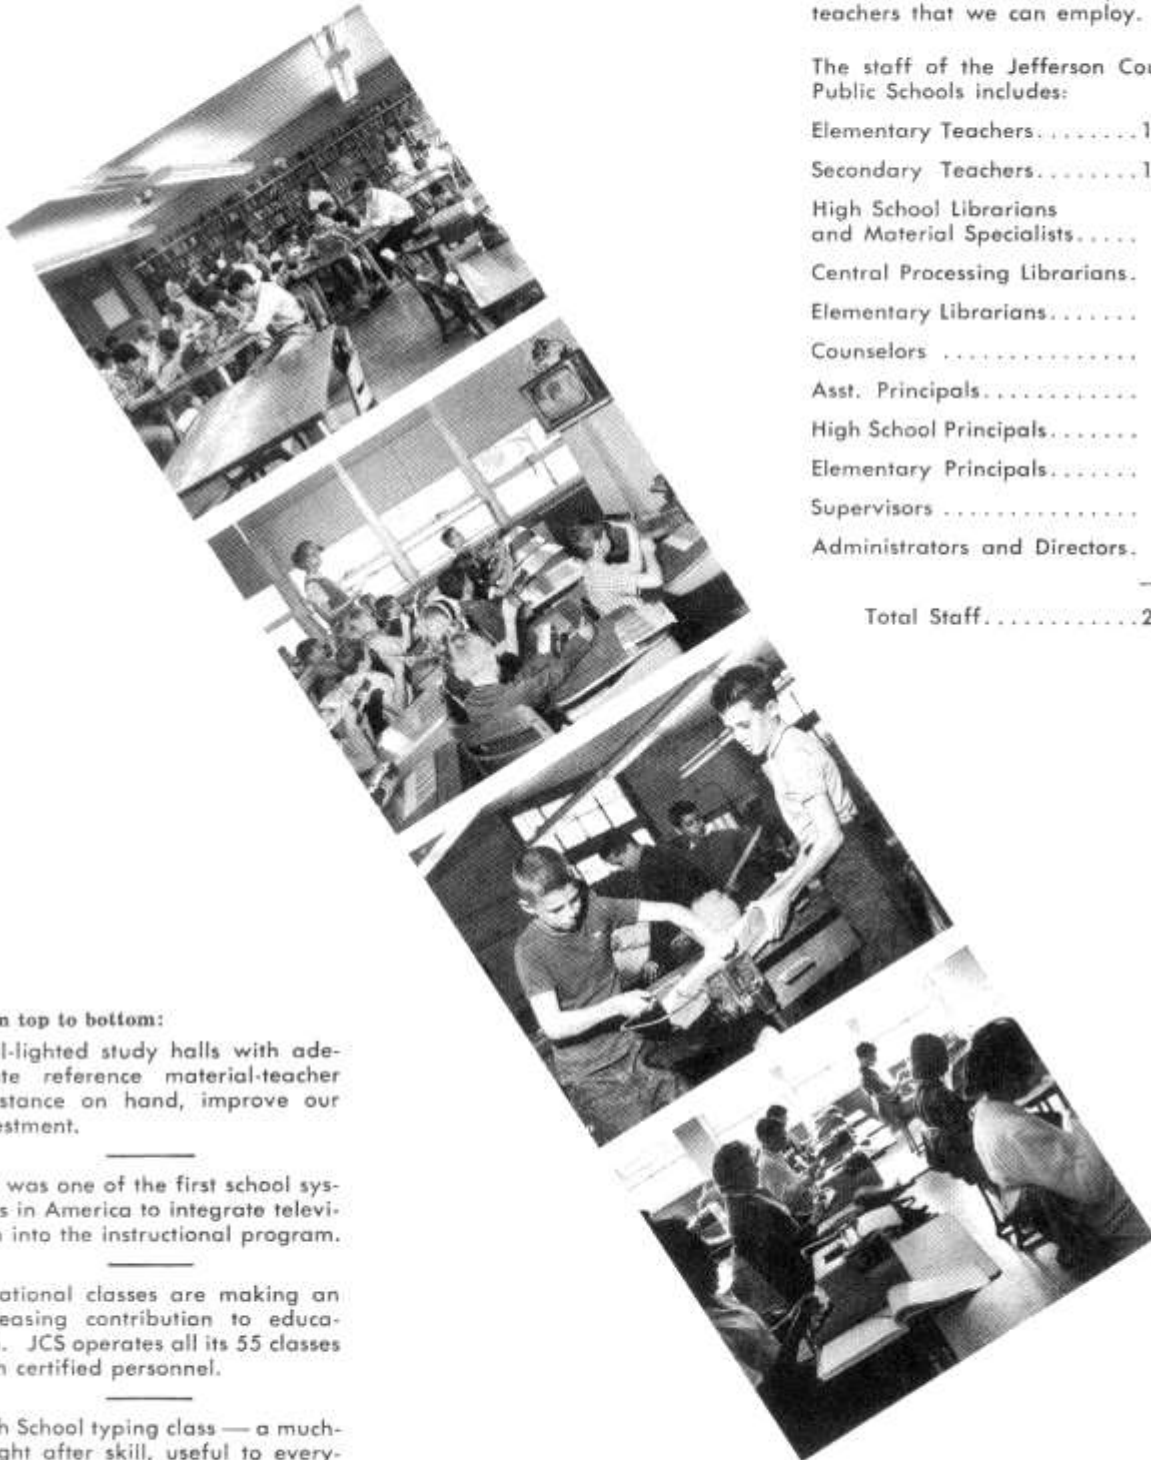 teachers that we can employ.
The staff of the Jefferson Cou
Public Schools includes:
Elementary Teachers........1
Secondary Teachers........1
High School Librarians
and Material Specialists.....
Central Processing Librarians.
Elementary Librarians.......
Counselors ...............
Asst. Principals............
High School Principals.......
Elementary Principals.......
Supervisors ...............
Administrators and Directors.
Total Staff............2
n top to bottom:
l-lighted study halls with ade-
te reference material-teacher
stance on hand, improve our
estment.
was one of the first school sys-
s in America to integrate televi-
n into the instructional program.
ational classes are making an
easing contribution to educa-
. JCS operates all its 55 classes
h certified personnel.
h School typing class — a much-
ght after skill, useful to every-